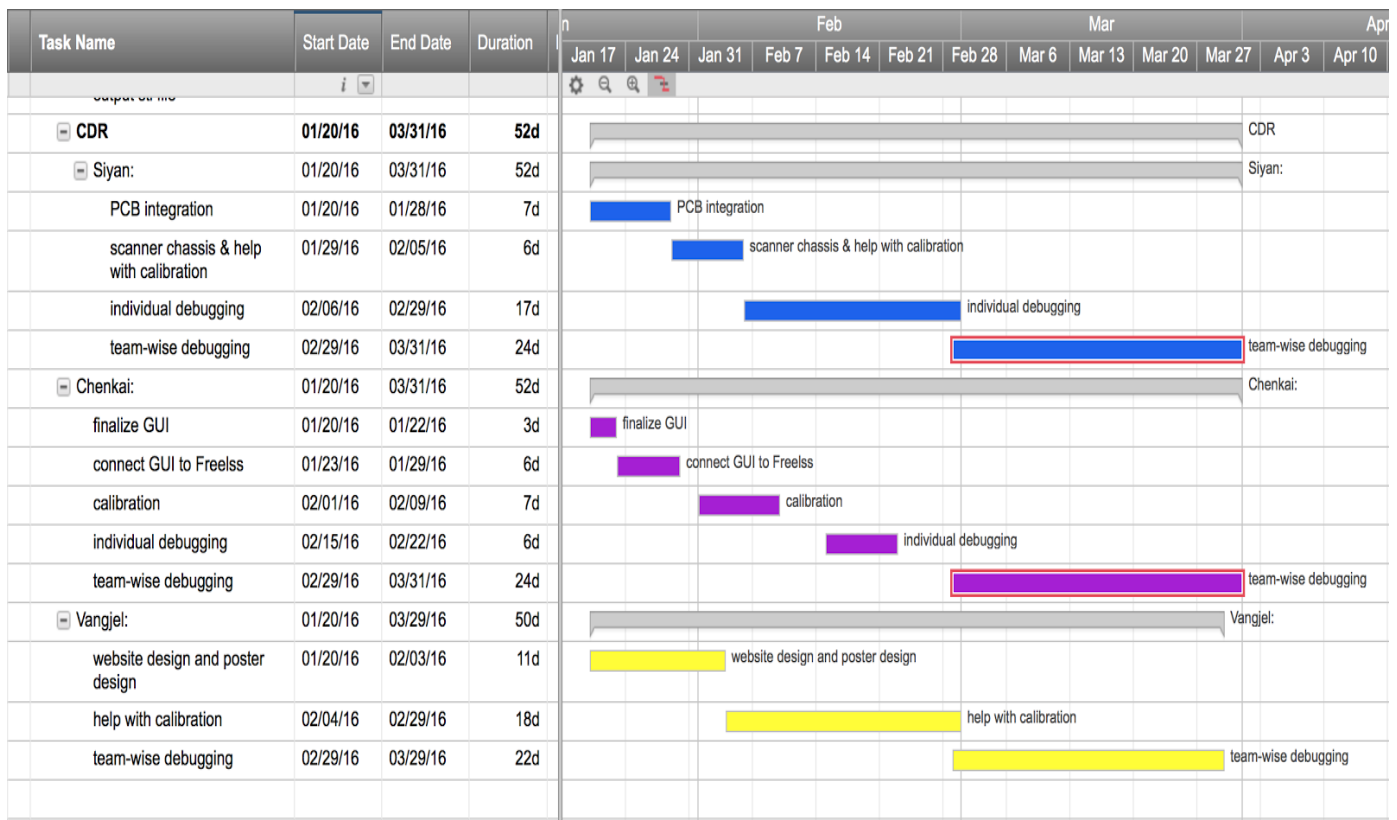 Feb Mar Apr
Task Name Start Date End Date Duration Jan 17 Jan 24 Jan 31 Feb 7 Feb 14 Feb 21 Feb 28 Mar 6 Mar 13 Mar 20 Mar 27 Apr 3 Apr 10
i
CDR 01/20/16 03/31/16 52d CDR
Siyan: 01/20/16 03/31/16 52d Siyan:
PCB integration 01/20/16 01/28/16 7d PCB integration
scanner chassis & help 01/29/16 02/05/16 6d scanner chassis & help with calibration
with calibration
individual debugging 02/06/16 02/29/16 17d individual debugging
team-wise debugging 02/29/16 03/31/16 24d team-wise debugging
Chenkai: 01/20/16 03/31/16 52d Chenkai:
finalize GUI 01/20/16 01/22/16 3d finalize GUI
connect GUI to Freelss 01/23/16 01/29/16 6d connect GUI to Freelss
calibration 02/01/16 02/09/16 7d calibration
individual debugging 02/15/16 02/22/16 6d individual debugging
team-wise debugging 02/29/16 03/31/16 24d team-wise debugging
Vangjel: 01/20/16 03/29/16 50d Vangjel:
website design and poster 01/20/16 02/03/16 11d website design and poster design
design
help with calibration 02/04/16 02/29/16 18d help with calibration
team-wise debugging 02/29/16 03/29/16 22d team-wise debugging